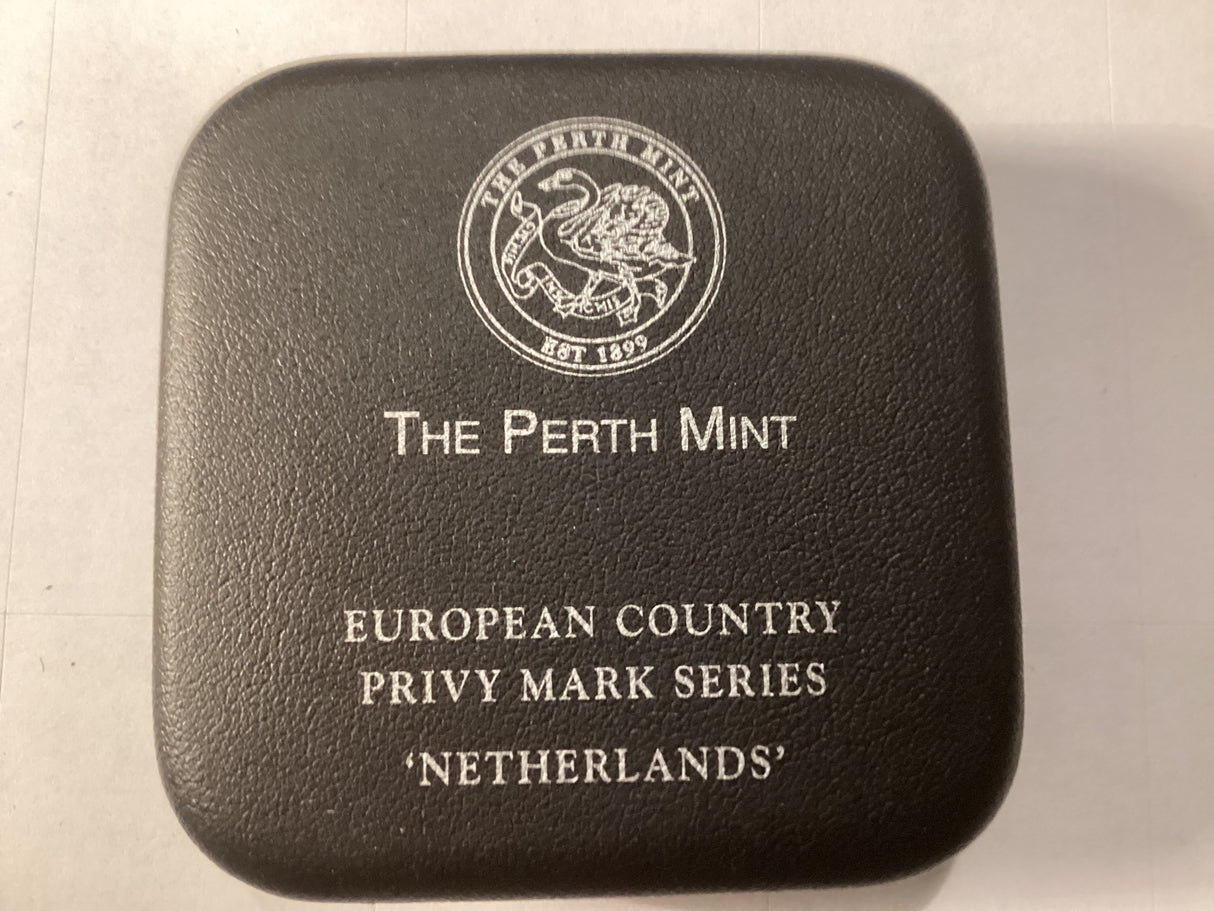 THE PERTH MINT
EST 1899
THE PERTH MINT
EUROPEAN COUNTRY
PRIVY MARK SERIES
‘NETHERLANDS’